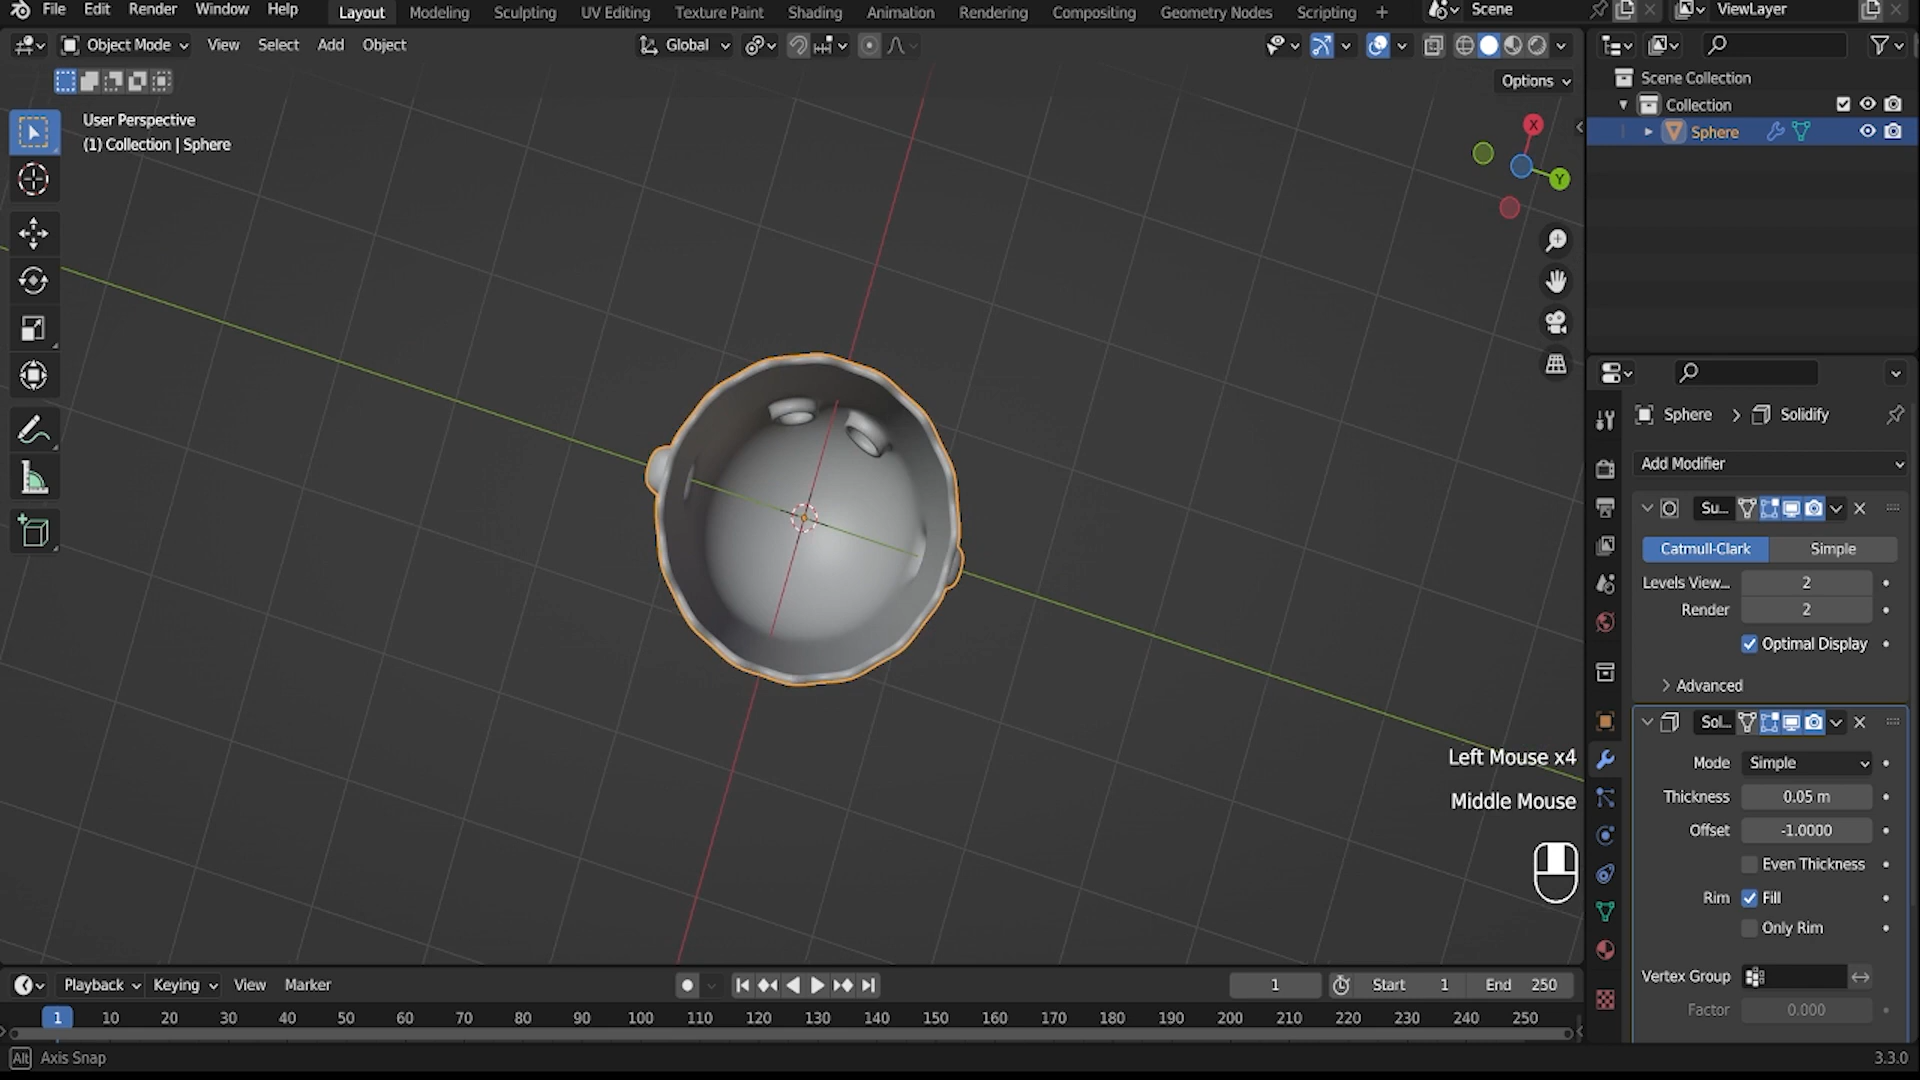 File Edit Render Window Help Layout Modeling Sculpting UV Editing Texture Paint Shading Animation Rendering Compositing Geometry Nodes Scripting + Scene ViewLayer
Object Mode View Select Add Object Global
Options
User Perspective
(1) Collection | Sphere
X
Y
Scene Collection
Collection
Sphere
Sphere > Solidify
Add Modifier
Su...
Catmull-Clark Simple
Levels View... 2
Render 2
Optimal Display
Advanced
Sol...
Mode Simple
Thickness 0.05 m
Offset -1.0000
Even Thickness
Rim Fill
Only Rim
Vertex Group
Factor 0.000
Left Mouse x4
Middle Mouse
Playback Keying View Marker 1 Start 1 End 250
1 10 20 30 40 50 60 70 80 90 100 110 120 130 140 150 160 170 180 190 200 210 220 230 240 250
Alt Axis Snap 3.3.0